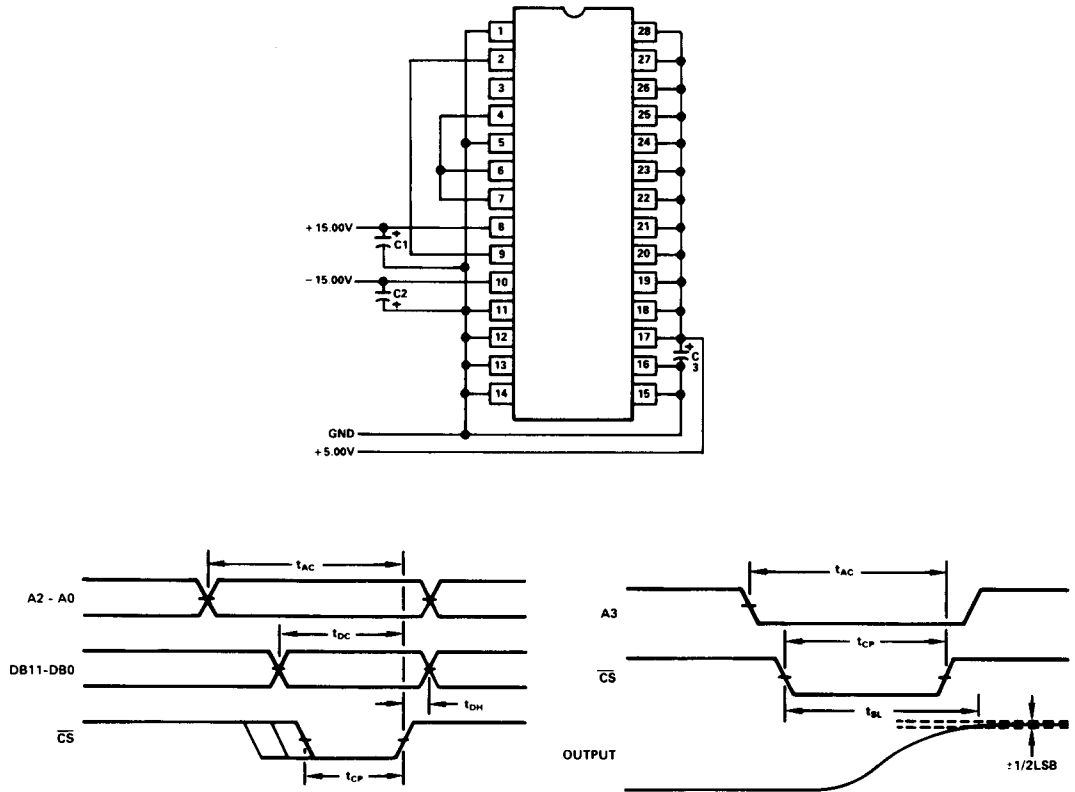 1 28
2 27
3 26
4 25
5 24
6 23
7 22
+15.00V 8 21
+ C1
9 20
-15.00V 10 19
C2 +
11 18
12 17
+ C
3
13 16
14 15
GND
+5.00V
tAC
A2 - A0
tDC
DB11-DB0
tDH
CS
tCP
tAC
A3
tCP
CS
tSL
OUTPUT
±1/2LSB